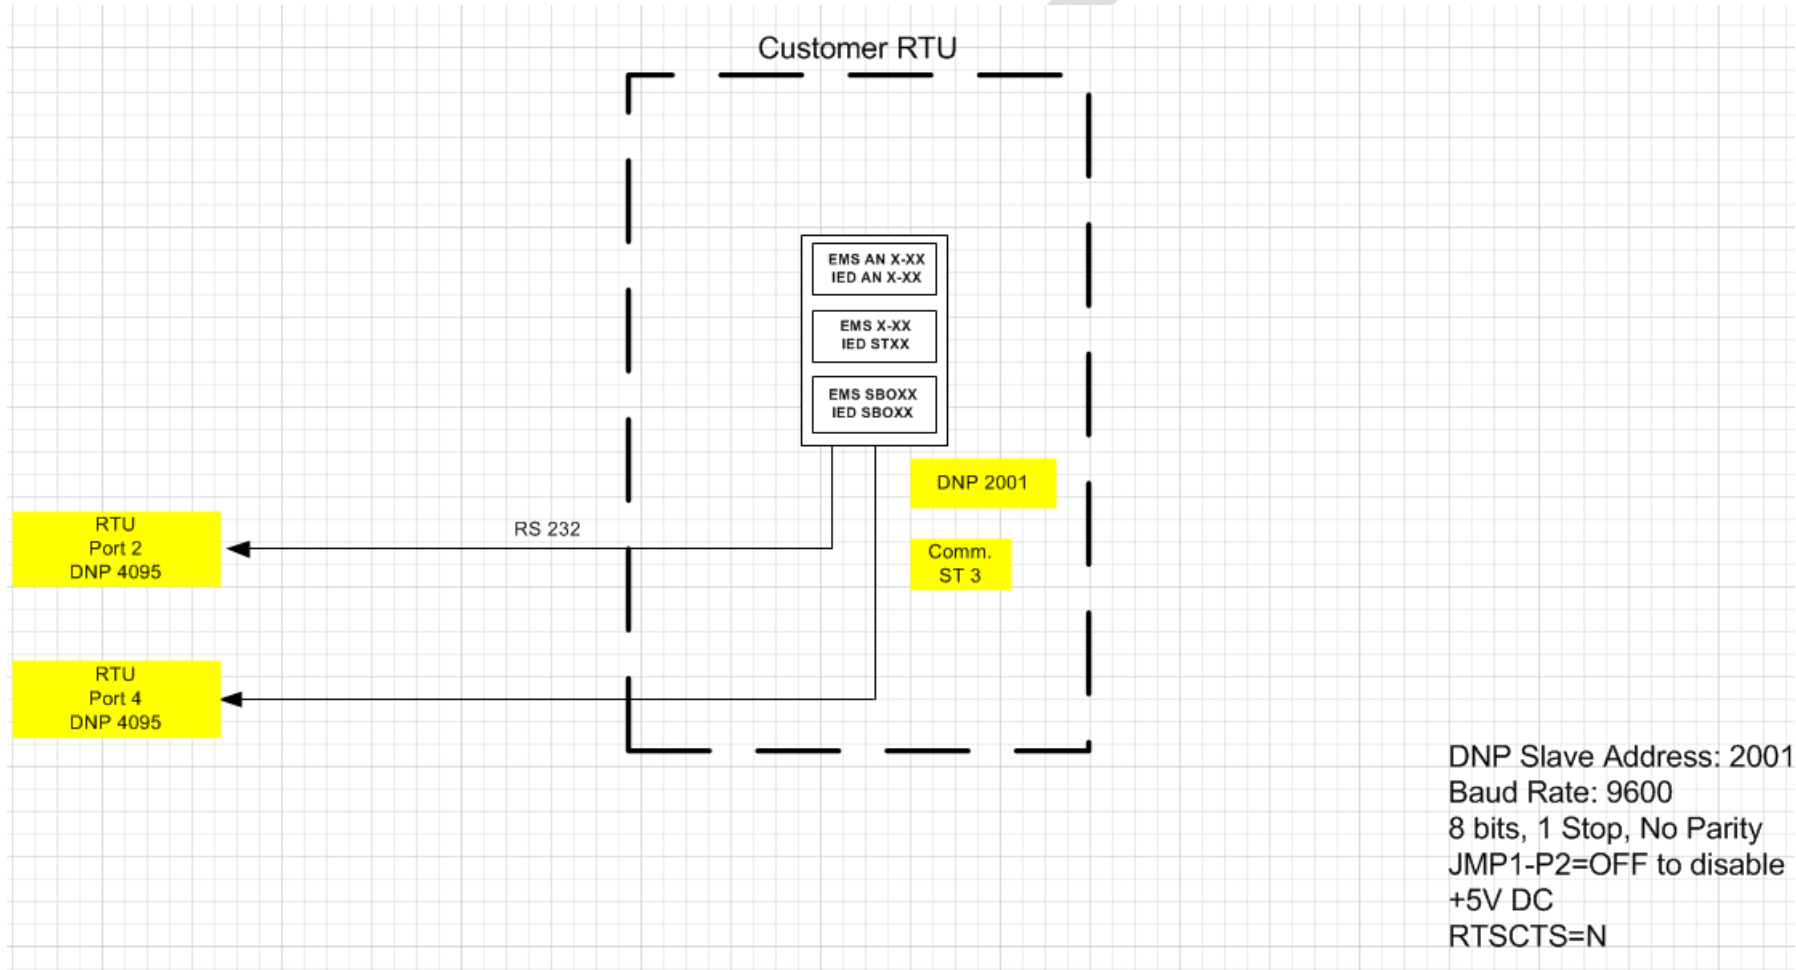 Customer RTU
EMS AN X-XX
IED AN X-XX
EMS X-XX
IED STXX
EMS SBOXX
IED SBOXX
DNP 2001
RS 232
RTU
Port 2
DNP 4095
Comm.
ST 3
RTU
Port 4
DNP 4095
DNP Slave Address: 2001
Baud Rate: 9600
8 bits, 1 Stop, No Parity
JMP1-P2=OFF to disable
+5V DC
RTSCTS=N